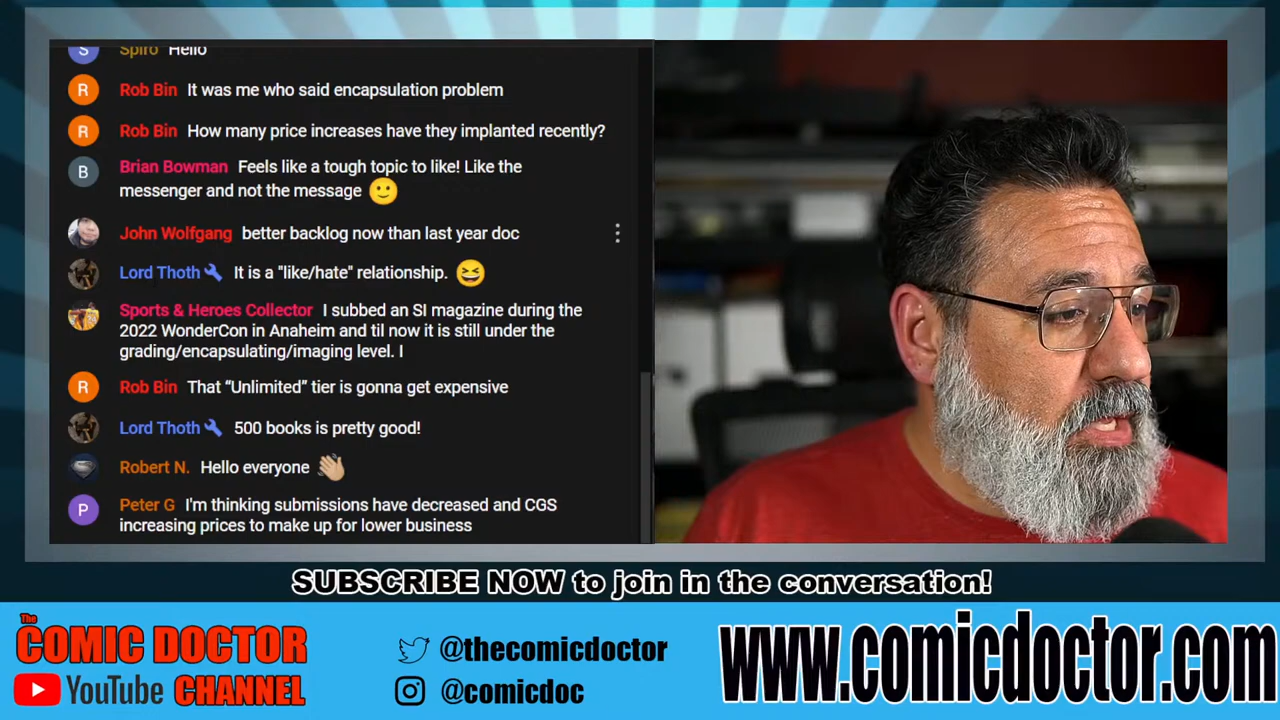 S Spiro Hello
R Rob Bin It was me who said encapsulation problem
R Rob Bin How many price increases have they implanted recently?
B Brian Bowman Feels like a tough topic to like! Like the
messenger and not the message 🙂
John Wolfgang better backlog now than last year doc
Lord Thoth It is a "like/hate" relationship. 😆
Sports & Heroes Collector I subbed an SI magazine during the
2022 WonderCon in Anaheim and til now it is still under the
grading/encapsulating/imaging level. I
R Rob Bin That “Unlimited” tier is gonna get expensive
Lord Thoth 500 books is pretty good!
Robert N. Hello everyone 👋🏼
P Peter G I'm thinking submissions have decreased and CGS
increasing prices to make up for lower business
SUBSCRIBE NOW to join in the conversation!
The
COMIC DOCTOR
YouTube CHANNEL
@thecomicdoctor
@comicdoc
www.comicdoctor.com